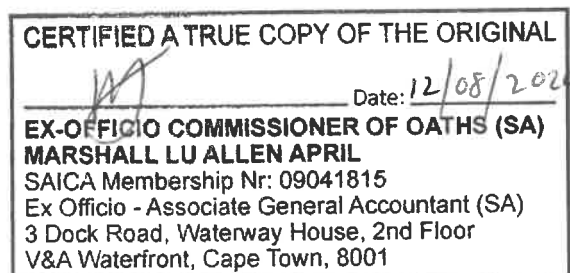 CERTIFIED A TRUE COPY OF THE ORIGINAL
Date: 12/08/202
EX-OFFICIO COMMISSIONER OF OATHS (SA)
MARSHALL LU ALLEN APRIL
SAICA Membership Nr: 09041815
Ex Officio - Associate General Accountant (SA)
3 Dock Road, Waterway House, 2nd Floor
V&A Waterfront, Cape Town, 8001